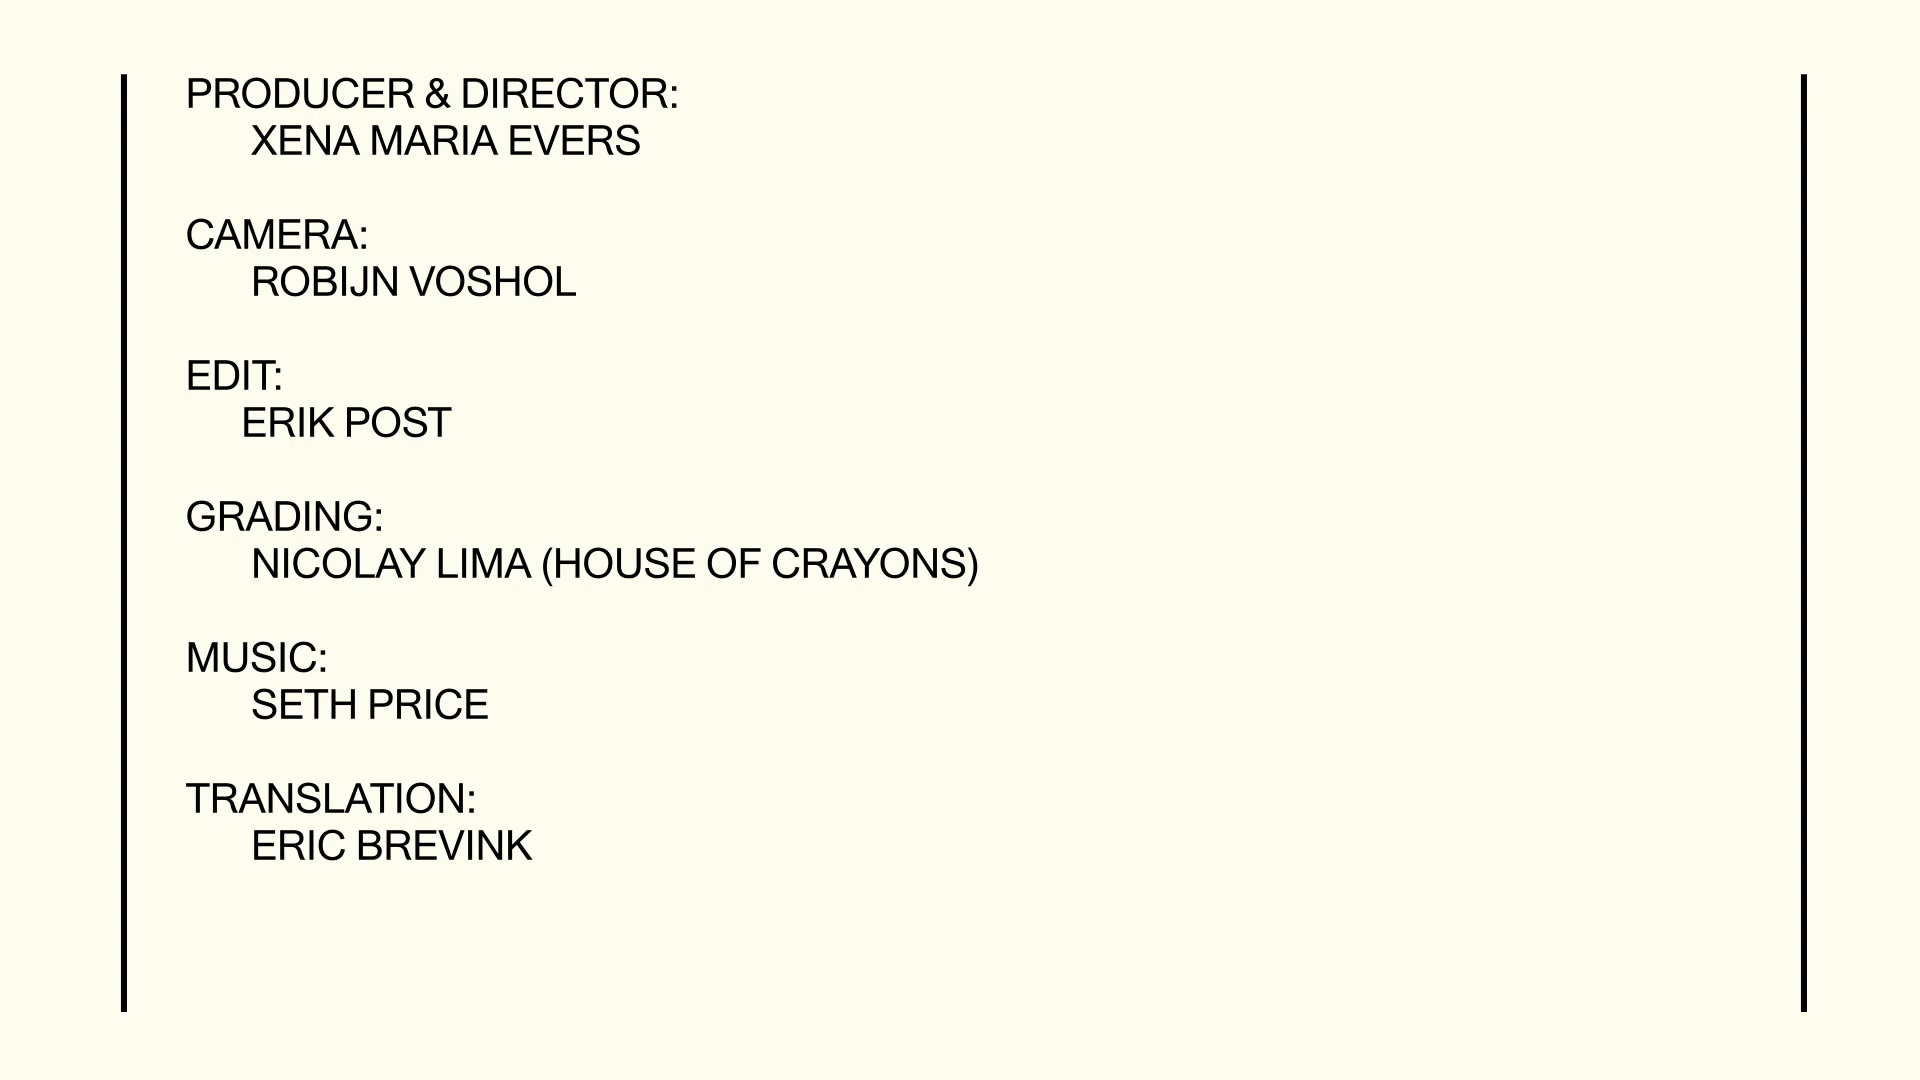 PRODUCER & DIRECTOR:
XENA MARIA EVERS
CAMERA:
ROBIJN VOSHOL
EDIT:
ERIK POST
GRADING:
NICOLAY LIMA (HOUSE OF CRAYONS)
MUSIC:
SETH PRICE
TRANSLATION:
ERIC BREVINK